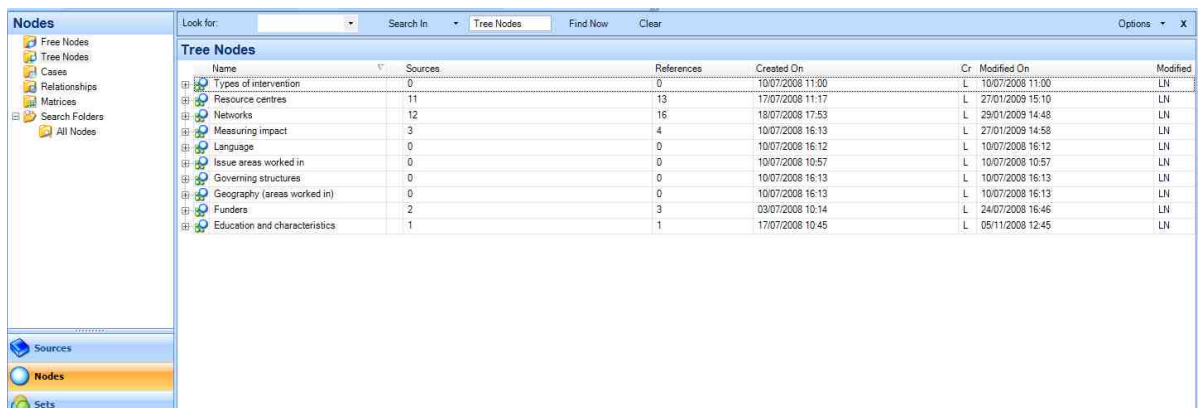 Nodes
Look for: Search In Tree Nodes Find Now Clear Options X
Free Nodes
Tree Nodes
Cases
Relationships
Matrices
Search Folders
All Nodes
Tree Nodes
Name Sources References Created On Cr Modified On Modified
Types of intervention 0 0 10/07/2008 11:00 L 10/07/2008 11:00 LN
Resource centres 11 13 17/07/2008 11:17 L 27/01/2009 15:10 LN
Networks 12 16 18/07/2008 17:53 L 29/01/2009 14:48 LN
Measuring impact 3 4 10/07/2008 16:13 L 27/01/2009 14:58 LN
Language 0 0 10/07/2008 16:12 L 10/07/2008 16:12 LN
Issue areas worked in 0 0 10/07/2008 10:57 L 10/07/2008 10:57 LN
Governing structures 0 0 10/07/2008 16:13 L 10/07/2008 16:13 LN
Geography (areas worked in) 0 0 10/07/2008 16:13 L 10/07/2008 16:13 LN
Funders 2 3 03/07/2008 10:14 L 24/07/2008 16:46 LN
Education and characteristics 1 1 17/07/2008 10:45 L 05/11/2008 12:45 LN
Sources
Nodes
Sets